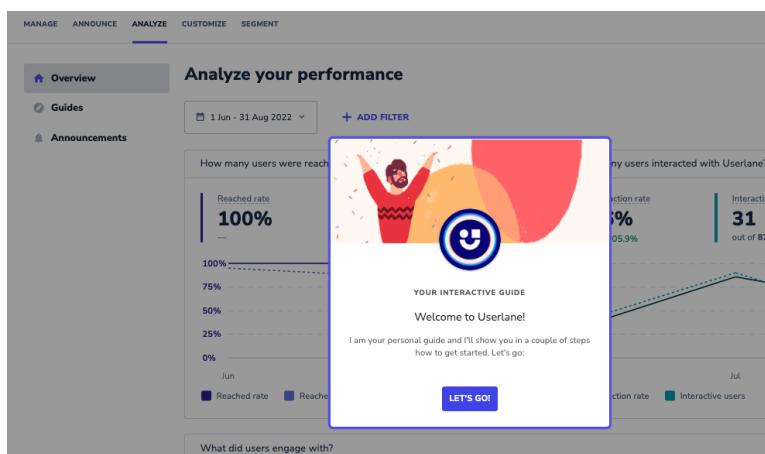 MANAGE ANNOUNCE ANALYZE CUSTOMIZE SEGMENT
Overview
Guides
Announcements
Analyze your performance
1 Jun - 31 Aug 2022
+ ADD FILTER
How many users were reach
ny users interacted with Userlane?
Reached rate
100%
—
100%
75%
50%
25%
0%
Jun
Reached rate Reache
YOUR INTERACTIVE GUIDE
Welcome to Userlane!
I am your personal guide and I'll show you in a couple of steps
how to get started. Let's go:
LET'S GO!
ction rate
%
05.9%
Interacti
31
out of 87
Jul
ction rate Interactive users
What did users engage with?